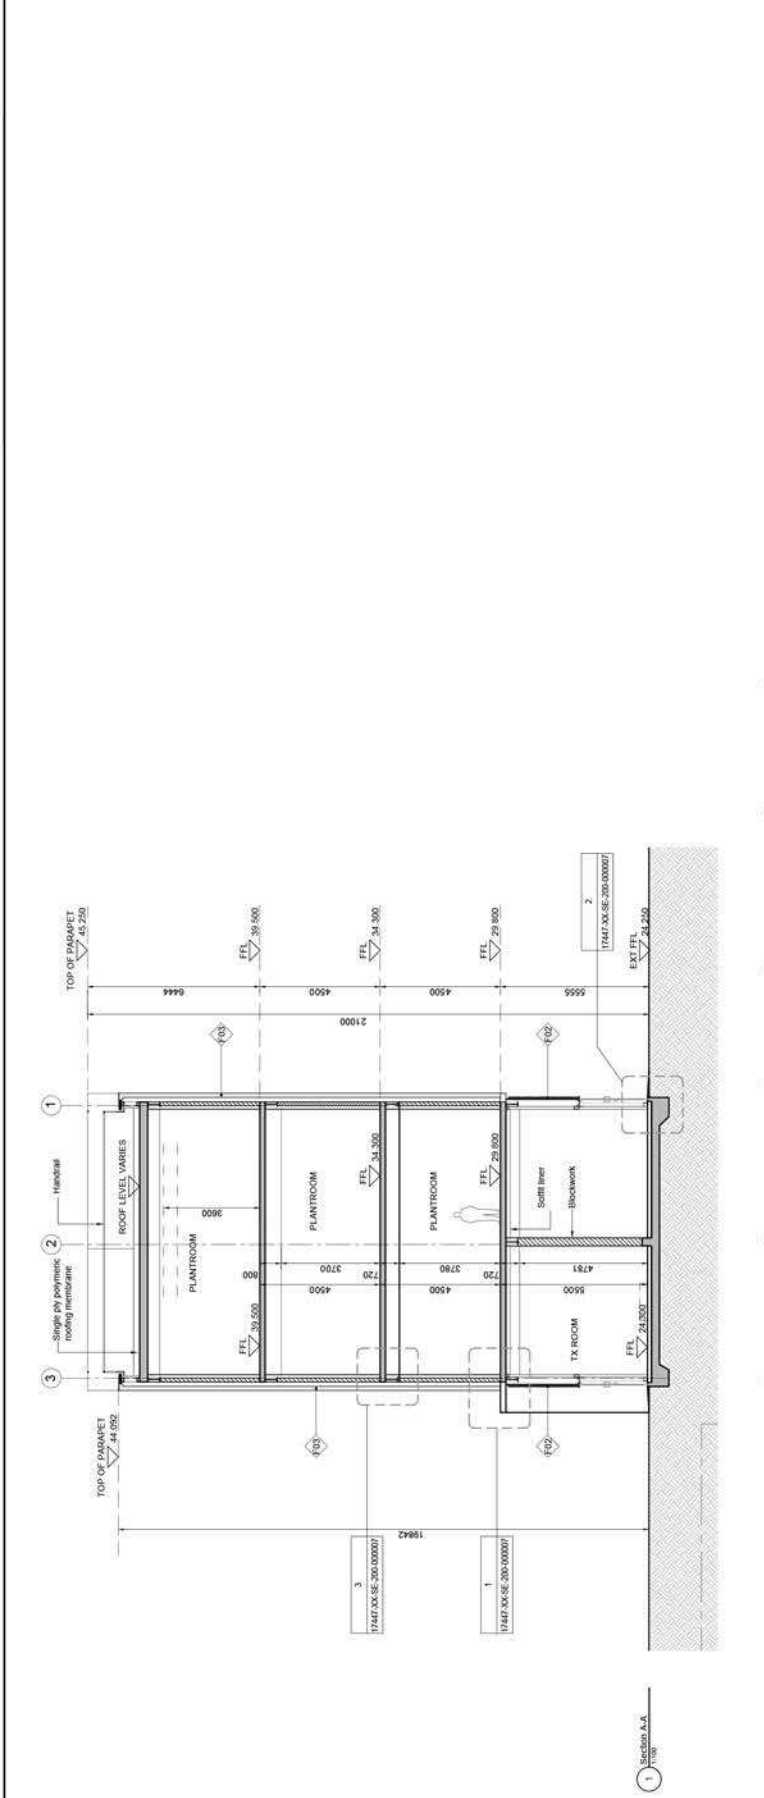 3
2
1
Single ply polymeric
roofing membrane
Handrail
TOP OF PARAPET
44 092
TOP OF PARAPET
45 250
ROOF LEVEL VARIES
PLANTROOM
3600
FFL
39 500
FFL
39 500
F03
F03
6444
800
PLANTROOM
3700
4500
720
FFL
34 300
FFL
34 300
4500
21000
PLANTROOM
3780
4500
720
FFL
29 800
FFL
29 800
4500
Soffit liner
Blockwork
TX ROOM
4781
5500
FFL
24 300
EXT FFL
24 250
5555
F02
F02
19842
3
17447-XX-SE-200-000007
1
17447-XX-SE-200-000007
2
17447-XX-SE-200-000007
1
Section A-A
1:100